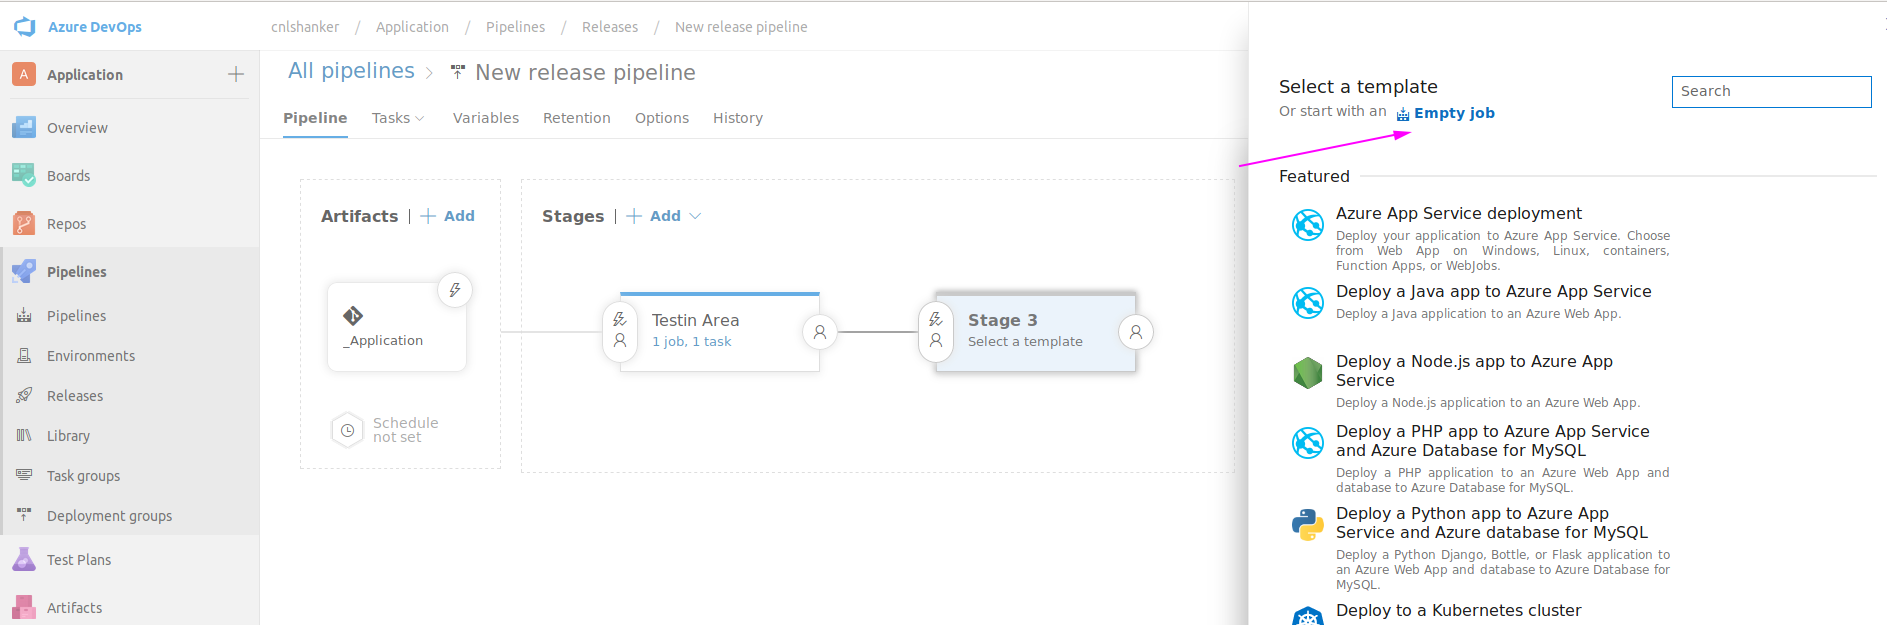 Azure DevOps
cnlshanker / Application / Pipelines / Releases / New release pipeline
A Application
Overview
Boards
Repos
Pipelines
Pipelines
Environments
Releases
Library
Task groups
Deployment groups
Test Plans
Artifacts
All pipelines > New release pipeline
Pipeline Tasks Variables Retention Options History
Artifacts | + Add
_Application
Schedule
not set
Stages | + Add
Testin Area
1 job, 1 task
Stage 3
Select a template
Select a template
Or start with an Empty job
Search
Featured
Azure App Service deployment
Deploy your application to Azure App Service. Choose
from Web App on Windows, Linux, containers,
Function Apps, or WebJobs.
Deploy a Java app to Azure App Service
Deploy a Java application to an Azure Web App.
Deploy a Node.js app to Azure App
Service
Deploy a Node.js application to an Azure Web App.
Deploy a PHP app to Azure App Service
and Azure Database for MySQL
Deploy a PHP application to an Azure Web App and
database to Azure Database for MySQL.
Deploy a Python app to Azure App
Service and Azure database for MySQL
Deploy a Python Django, Bottle, or Flask application to
an Azure Web App and database to Azure Database for
MySQL.
Deploy to a Kubernetes cluster